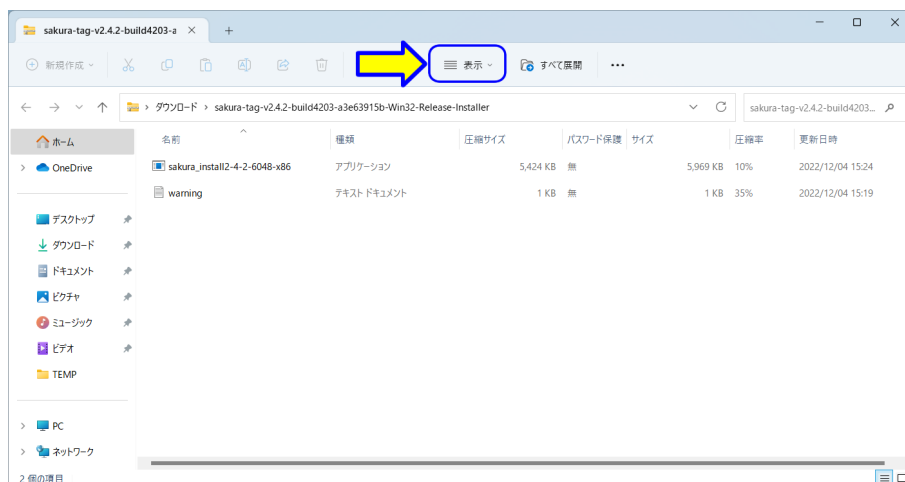 sakura-tag-v2.4.2-build4203-a
新規作成
表示
すべて展開
ダウンロード › sakura-tag-v2.4.2-build4203-a3e63915b-Win32-Release-Installer
sakura-tag-v2.4.2-build4203...
ホーム
OneDrive
デスクトップ
ダウンロード
ドキュメント
ピクチャ
ミュージック
ビデオ
TEMP
PC
ネットワーク
名前 種類 圧縮サイズ パスワード保護 サイズ 圧縮率 更新日時
sakura_install2-4-2-6048-x86 アプリケーション 5,424 KB 無 5,969 KB 10% 2022/12/04 15:24
warning テキスト ドキュメント 1 KB 無 1 KB 35% 2022/12/04 15:19
2 個の項目